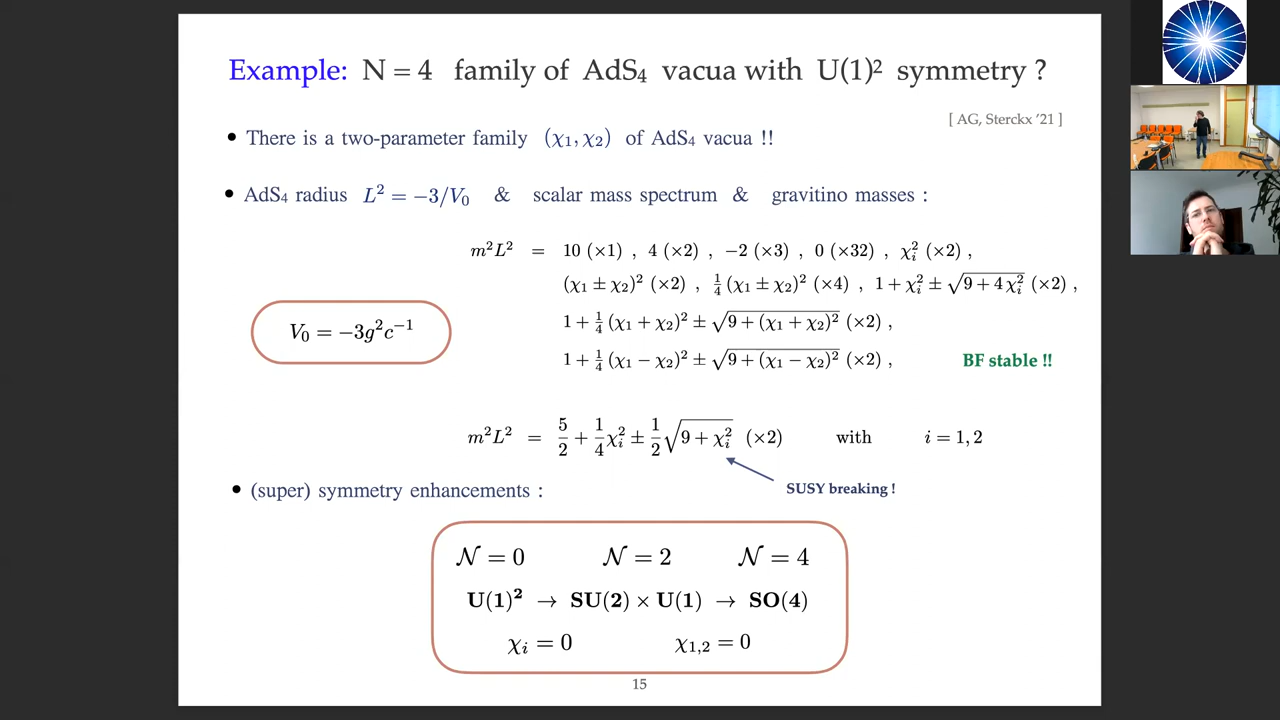 Example: N = 4 family of AdS₄ vacua with U(1)² symmetry ?
[ AG, Sterckx '21 ]
• There is a two-parameter family (χ₁, χ₂) of AdS₄ vacua !!
• AdS₄ radius L² = −3/V₀ & scalar mass spectrum & gravitino masses :
m²L² = 10 (×1) , 4 (×2) , −2 (×3) , 0 (×32) , χᵢ² (×2) ,
(χ₁ ± χ₂)² (×2) , ¼ (χ₁ ± χ₂)² (×4) , 1 + χᵢ² ± √(9 + 4χᵢ²) (×2) ,
V₀ = −3g²c⁻¹
1 + ¼ (χ₁ + χ₂)² ± √(9 + (χ₁ + χ₂)²) (×2) ,
1 + ¼ (χ₁ − χ₂)² ± √(9 + (χ₁ − χ₂)²) (×2) ,
BF stable !!
m²L² = 5/2 + 1/4 χᵢ² ± 1/2 √(9 + χᵢ²) (×2) with i = 1, 2
SUSY breaking !
• (super) symmetry enhancements :
𝒩 = 0 𝒩 = 2 𝒩 = 4
U(1)² → SU(2) × U(1) → SO(4)
χᵢ = 0 χ₁,₂ = 0
15